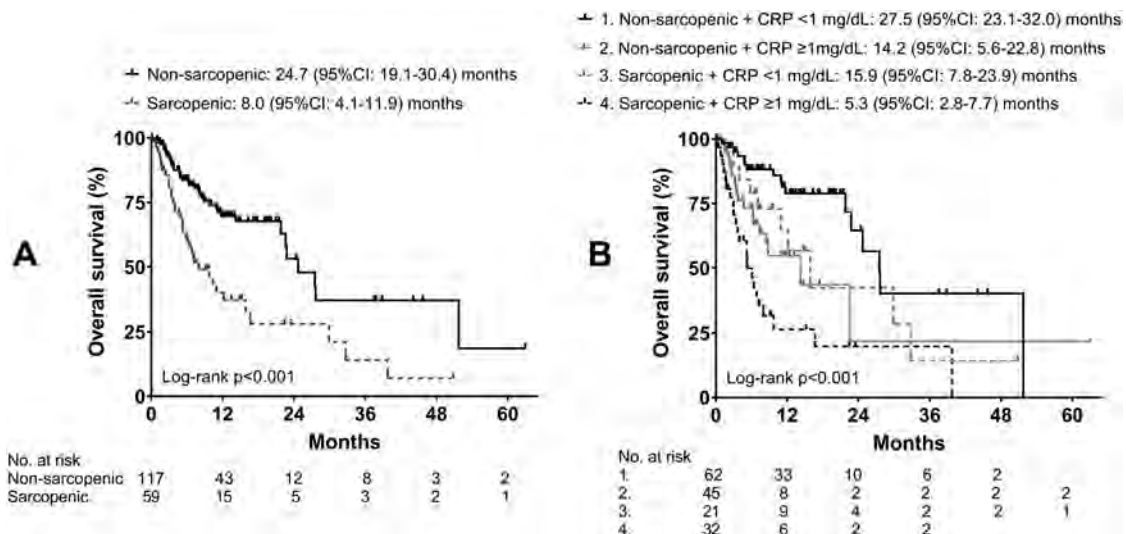 Non-sarcopenic: 24.7 (95%CI: 19.1-30.4) months
Sarcopenic: 8.0 (95%CI: 4.1-11.9) months
A
Overall survival (%)
100
75
50
25
0
Log-rank p<0.001
0 12 24 36 48 60
Months
No. at risk
Non-sarcopenic 117 43 12 8 3 2
Sarcopenic 59 15 5 3 2 1
1. Non-sarcopenic + CRP <1 mg/dL: 27.5 (95%CI: 23.1-32.0) months
2. Non-sarcopenic + CRP ≥1mg/dL: 14.2 (95%CI: 5.6-22.8) months
3. Sarcopenic + CRP <1 mg/dL: 15.9 (95%CI: 7.8-23.9) months
4. Sarcopenic + CRP ≥1 mg/dL: 5.3 (95%CI: 2.8-7.7) months
B
Overall survival (%)
100
75
50
25
0
Log-rank p<0.001
0 12 24 36 48 60
Months
No. at risk
1. 62 33 10 6 2
2. 45 8 2 2 2 2
3. 21 9 4 2 2 1
4. 32 6 2 2